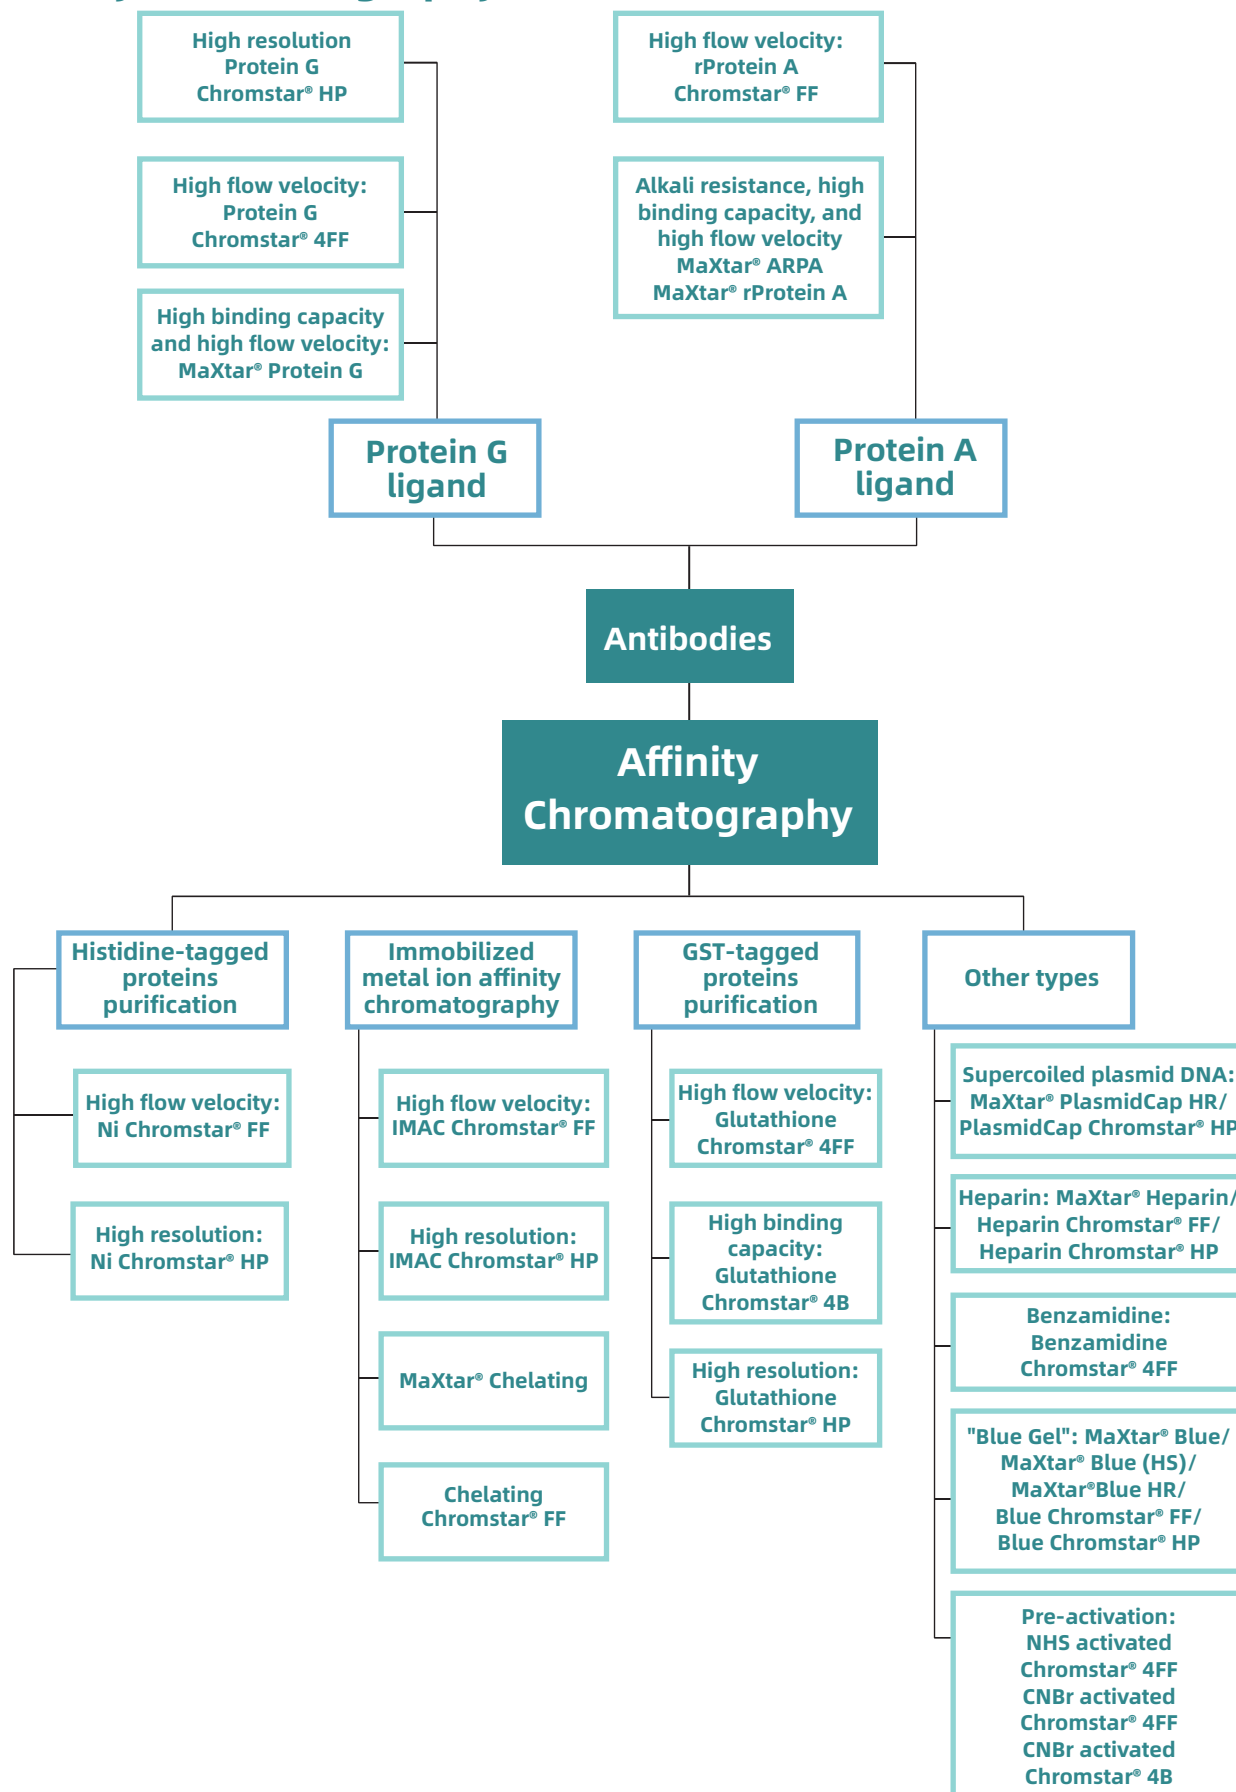 High resolution
Protein G
Chromstar® HP
High flow velocity:
Protein G
Chromstar® 4FF
High binding capacity
and high flow velocity:
MaXtar® Protein G
High flow velocity:
rProtein A
Chromstar® FF
Alkali resistance, high
binding capacity, and
high flow velocity
MaXtar® ARPA
MaXtar® rProtein A
Protein G
ligand
Protein A
ligand
Antibodies
Affinity
Chromatography
Histidine-tagged
proteins
purification
High flow velocity:
Ni Chromstar® FF
High resolution:
Ni Chromstar® HP
Immobilized
metal ion affinity
chromatography
High flow velocity:
IMAC Chromstar® FF
High resolution:
IMAC Chromstar® HP
MaXtar® Chelating
Chelating
Chromstar® FF
GST-tagged
proteins
purification
High flow velocity:
Glutathione
Chromstar® 4FF
High binding
capacity:
Glutathione
Chromstar® 4B
High resolution:
Glutathione
Chromstar® HP
Other types
Supercoiled plasmid DNA:
MaXtar® PlasmidCap HR/
PlasmidCap Chromstar® HP
Heparin: MaXtar® Heparin/
Heparin Chromstar® FF/
Heparin Chromstar® HP
Benzamidine:
Benzamidine
Chromstar® 4FF
"Blue Gel": MaXtar® Blue/
MaXtar® Blue (HS)/
MaXtar®Blue HR/
Blue Chromstar® FF/
Blue Chromstar® HP
Pre-activation:
NHS activated
Chromstar® 4FF
CNBr activated
Chromstar® 4FF
CNBr activated
Chromstar® 4B